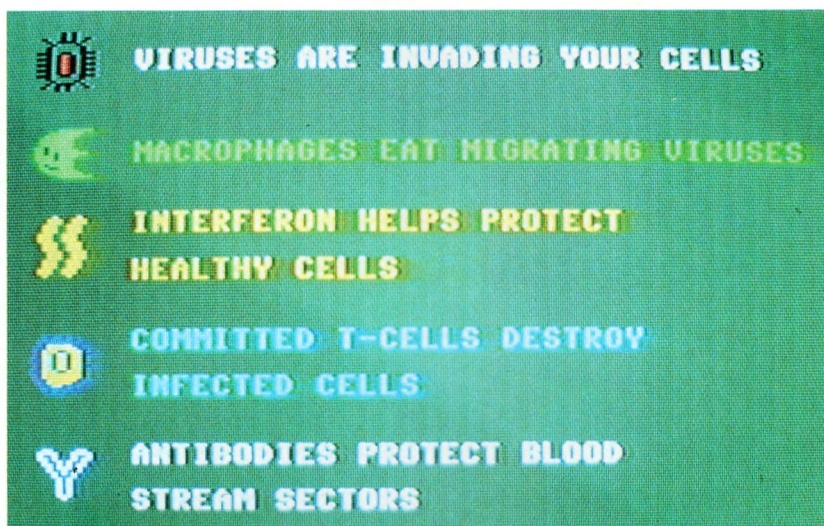 VIRUSES ARE INVADING YOUR CELLS
MACROPHAGES EAT MIGRATING VIRUSES
INTERFERON HELPS PROTECT
HEALTHY CELLS
COMMITTED T-CELLS DESTROY
INFECTED CELLS
ANTIBODIES PROTECT BLOOD
STREAM SECTORS